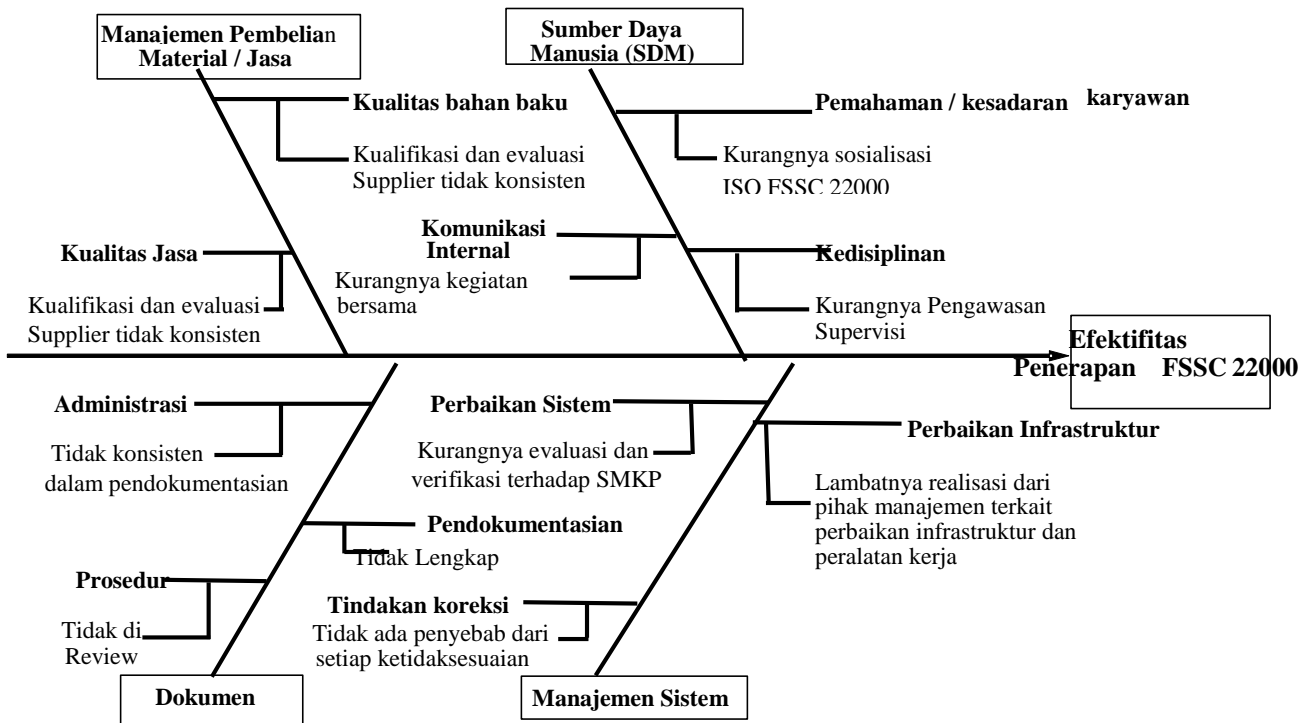 Manajemen Pembelian
Material / Jasa
Sumber Daya
Manusia (SDM)
Kualitas bahan baku
Kualifikasi dan evaluasi
Supplier tidak konsisten
Pemahaman / kesadaran karyawan
Kurangnya sosialisasi
ISO FSSC 22000
Kualitas Jasa
Kualifikasi dan evaluasi
Supplier tidak konsisten
Komunikasi
Internal
Kurangnya kegiatan
bersama
Kedisiplinan
Kurangnya Pengawasan
Supervisi
Efektifitas
Penerapan FSSC 22000
Administrasi
Tidak konsisten
dalam pendokumentasian
Perbaikan Sistem
Kurangnya evaluasi dan
verifikasi terhadap SMKP
Perbaikan Infrastruktur
Lambatnya realisasi dari
pihak manajemen terkait
perbaikan infrastruktur dan
peralatan kerja
Pendokumentasian
Tidak Lengkap
Prosedur
Tidak di
Review
Tindakan koreksi
Tidak ada penyebab dari
setiap ketidaksesuaian
Dokumen
Manajemen Sistem